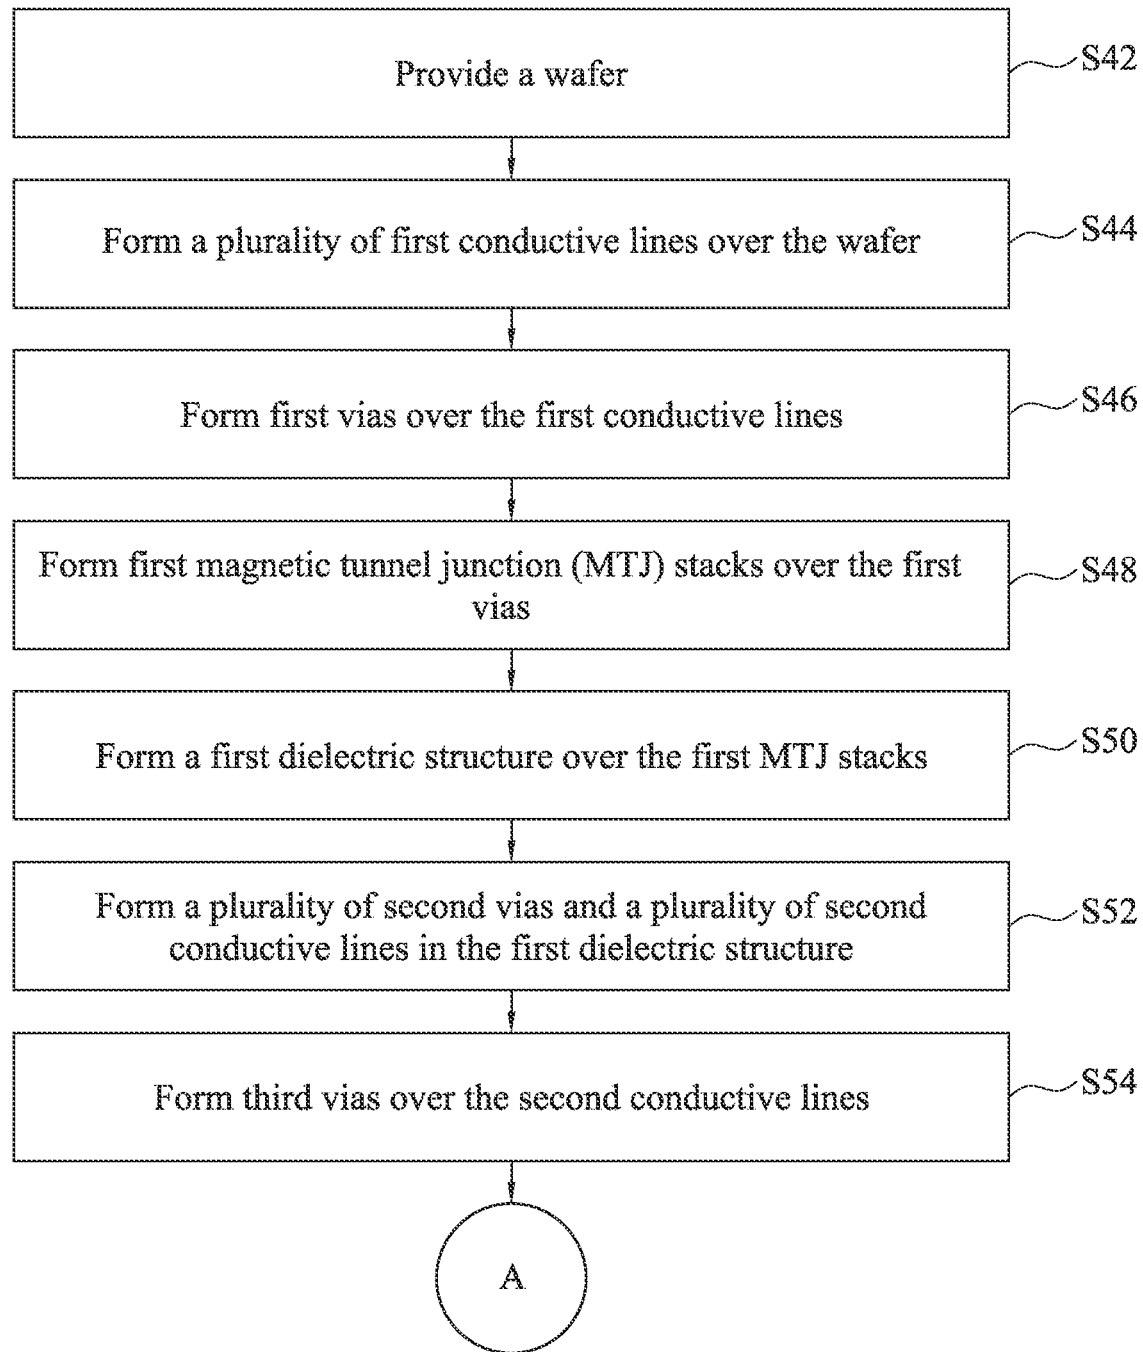 Provide a wafer
S42
Form a plurality of first conductive lines over the wafer
S44
Form first vias over the first conductive lines
S46
Form first magnetic tunnel junction (MTJ) stacks over the first
vias
S48
Form a first dielectric structure over the first MTJ stacks
S50
Form a plurality of second vias and a plurality of second
conductive lines in the first dielectric structure
S52
Form third vias over the second conductive lines
S54
A